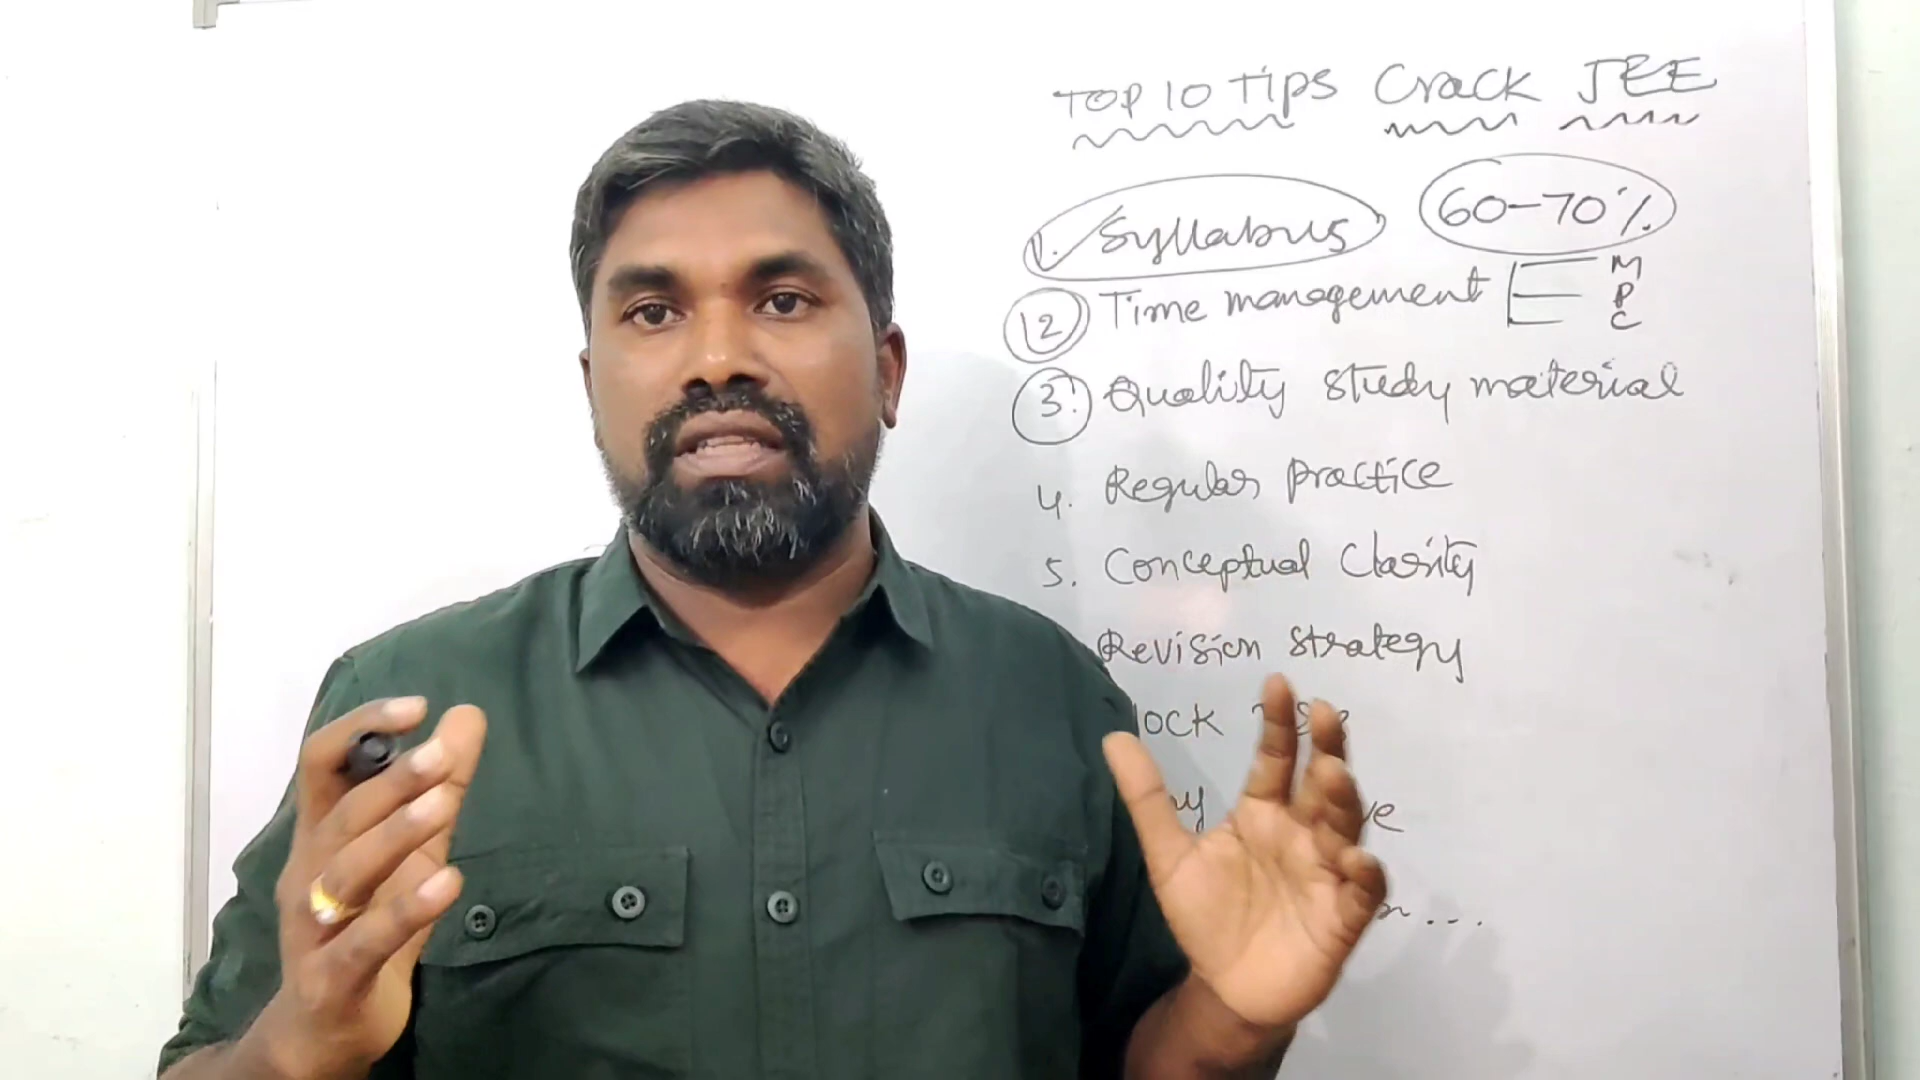 TOP 10 Tips Crack JEE
1. ✓ Syllabus 60-70%
2 Time management M
P
C
3. Quality study material
4. Regular practice
5. Conceptual Clarity
Revision strategy